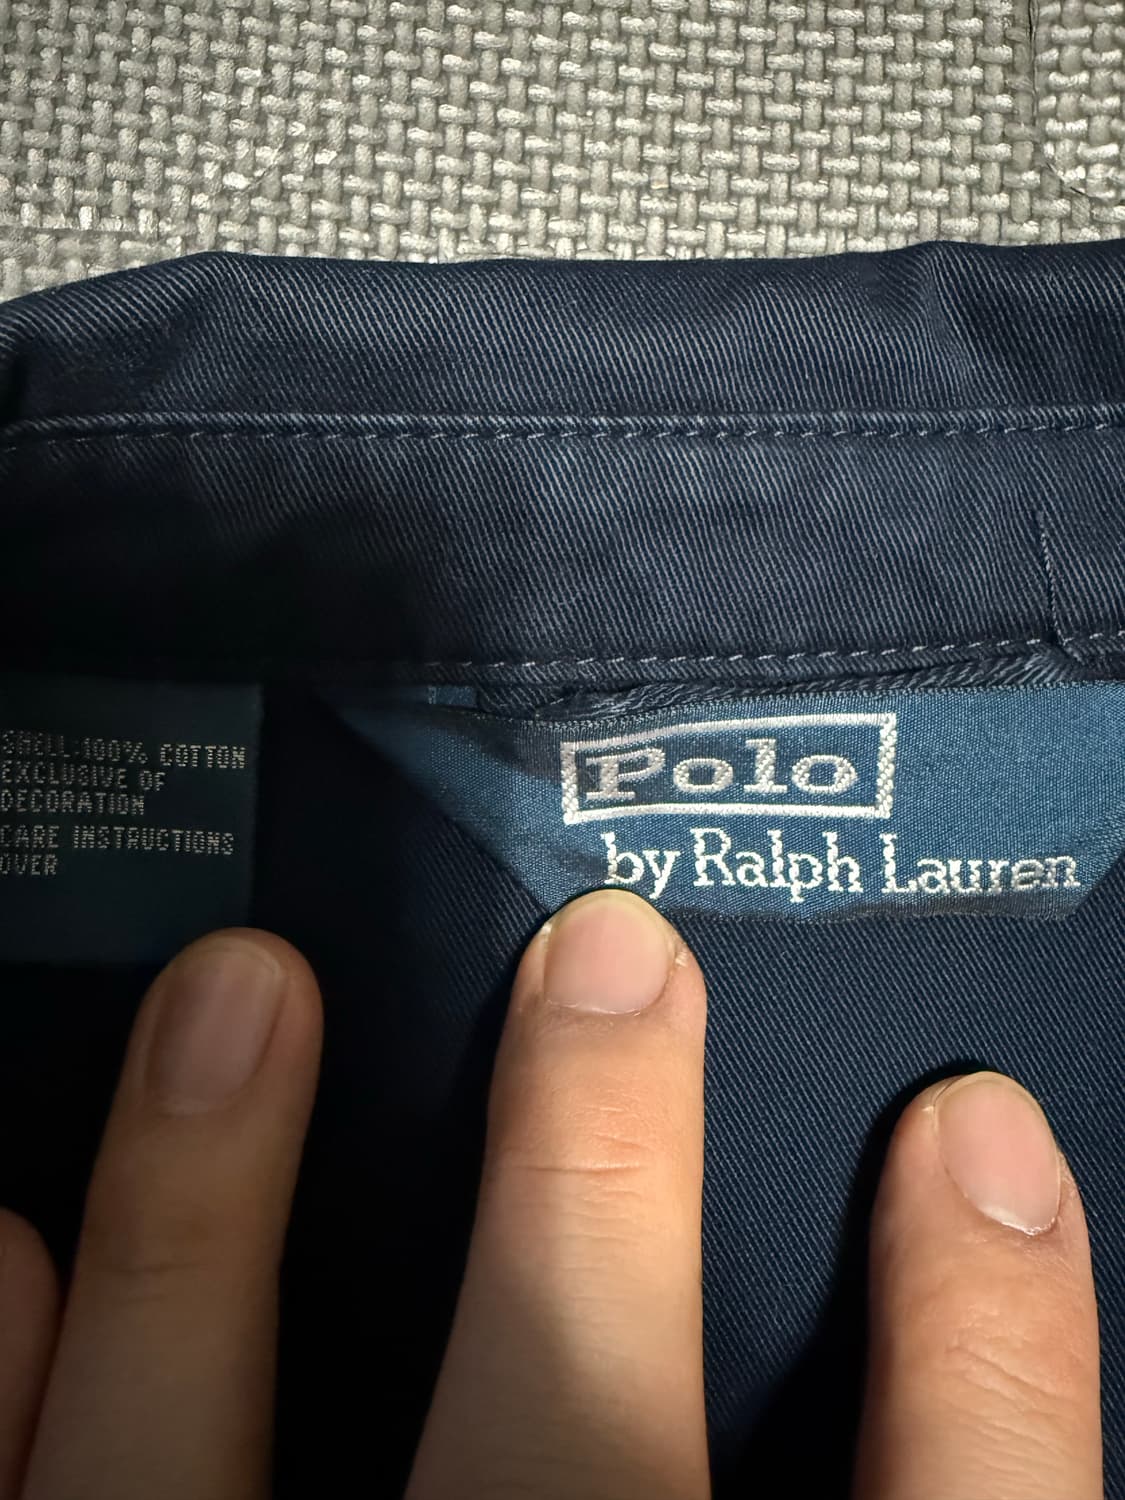 SHELL:100% COTTON
EXCLUSIVE OF
DECORATION
CARE INSTRUCTIONS
OVER
Polo
by Ralph Lauren